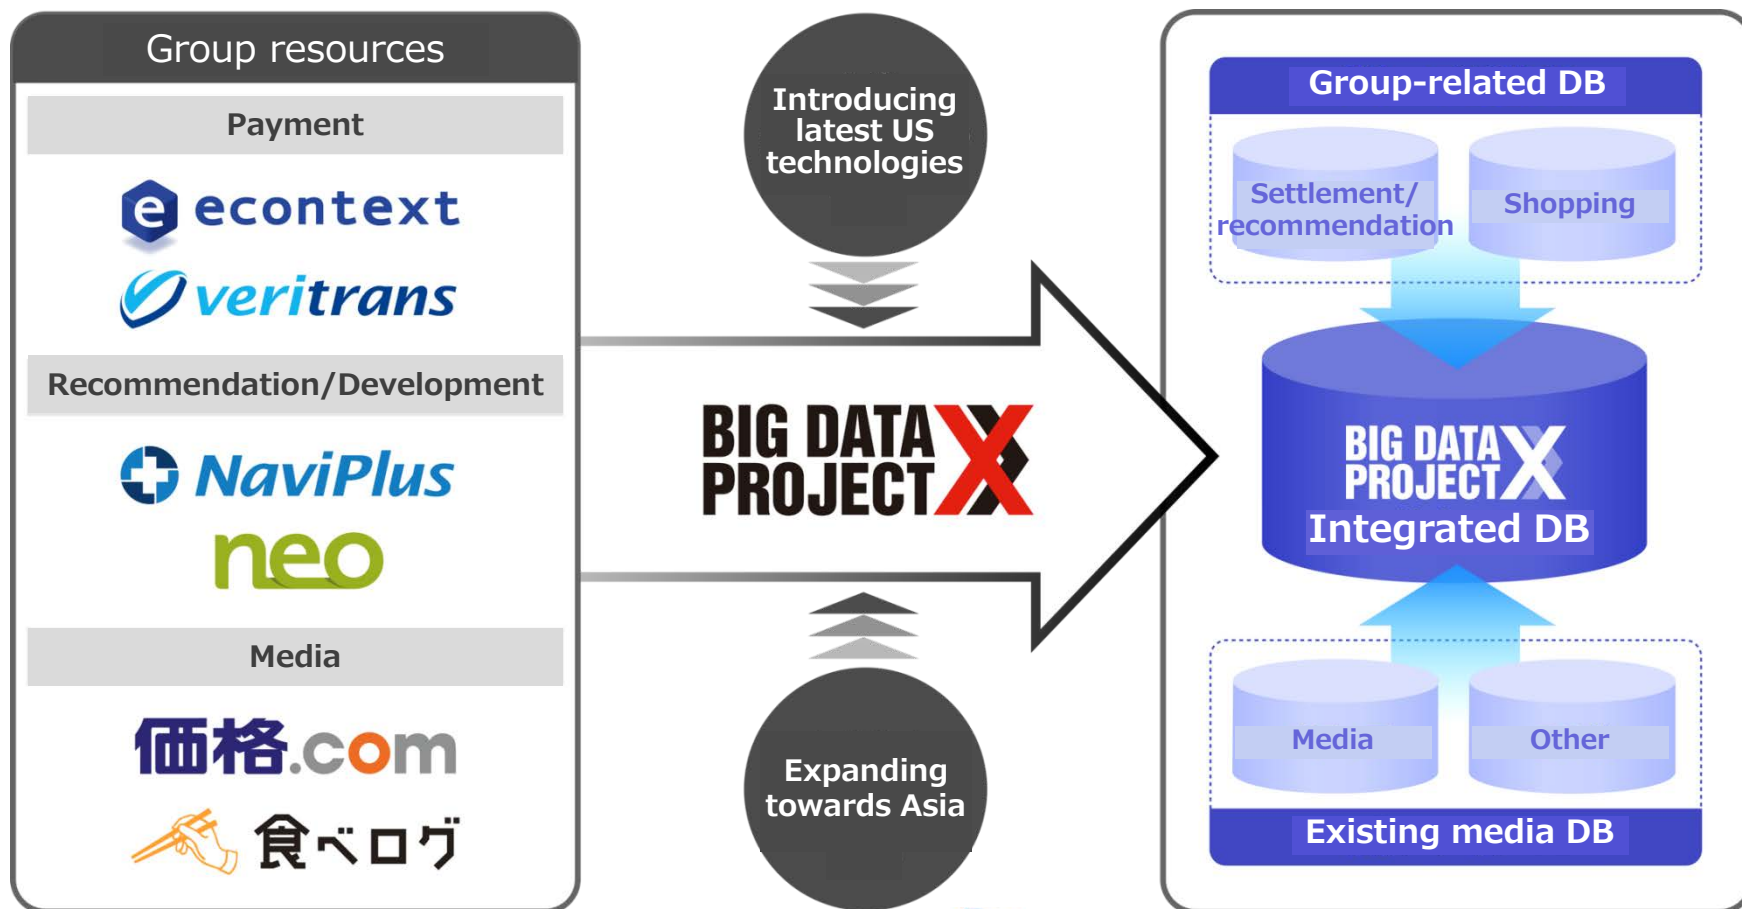 Group resources
Payment
e econtext
veritrans
Recommendation/Development
NaviPlus
neo
Media
価格.com
食べログ
Introducing
latest US
technologies
BIG DATA
PROJECT X
Expanding
towards Asia
Group-related DB
Settlement/
recommendation
Shopping
BIG DATA
PROJECT X
Integrated DB
Media
Other
Existing media DB